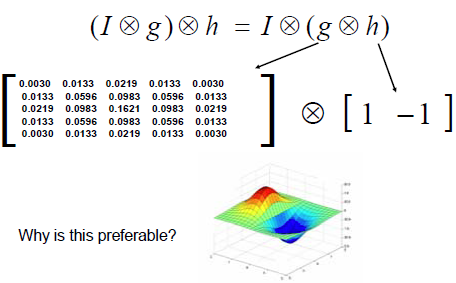 (I ⊗ g) ⊗ h = I ⊗ (g ⊗ h)
0.0030 0.0133 0.0219 0.0133 0.0030
0.0133 0.0596 0.0983 0.0596 0.0133
0.0219 0.0983 0.1621 0.0983 0.0219
0.0133 0.0596 0.0983 0.0596 0.0133
0.0030 0.0133 0.0219 0.0133 0.0030
⊗ [1 −1]
Why is this preferable?